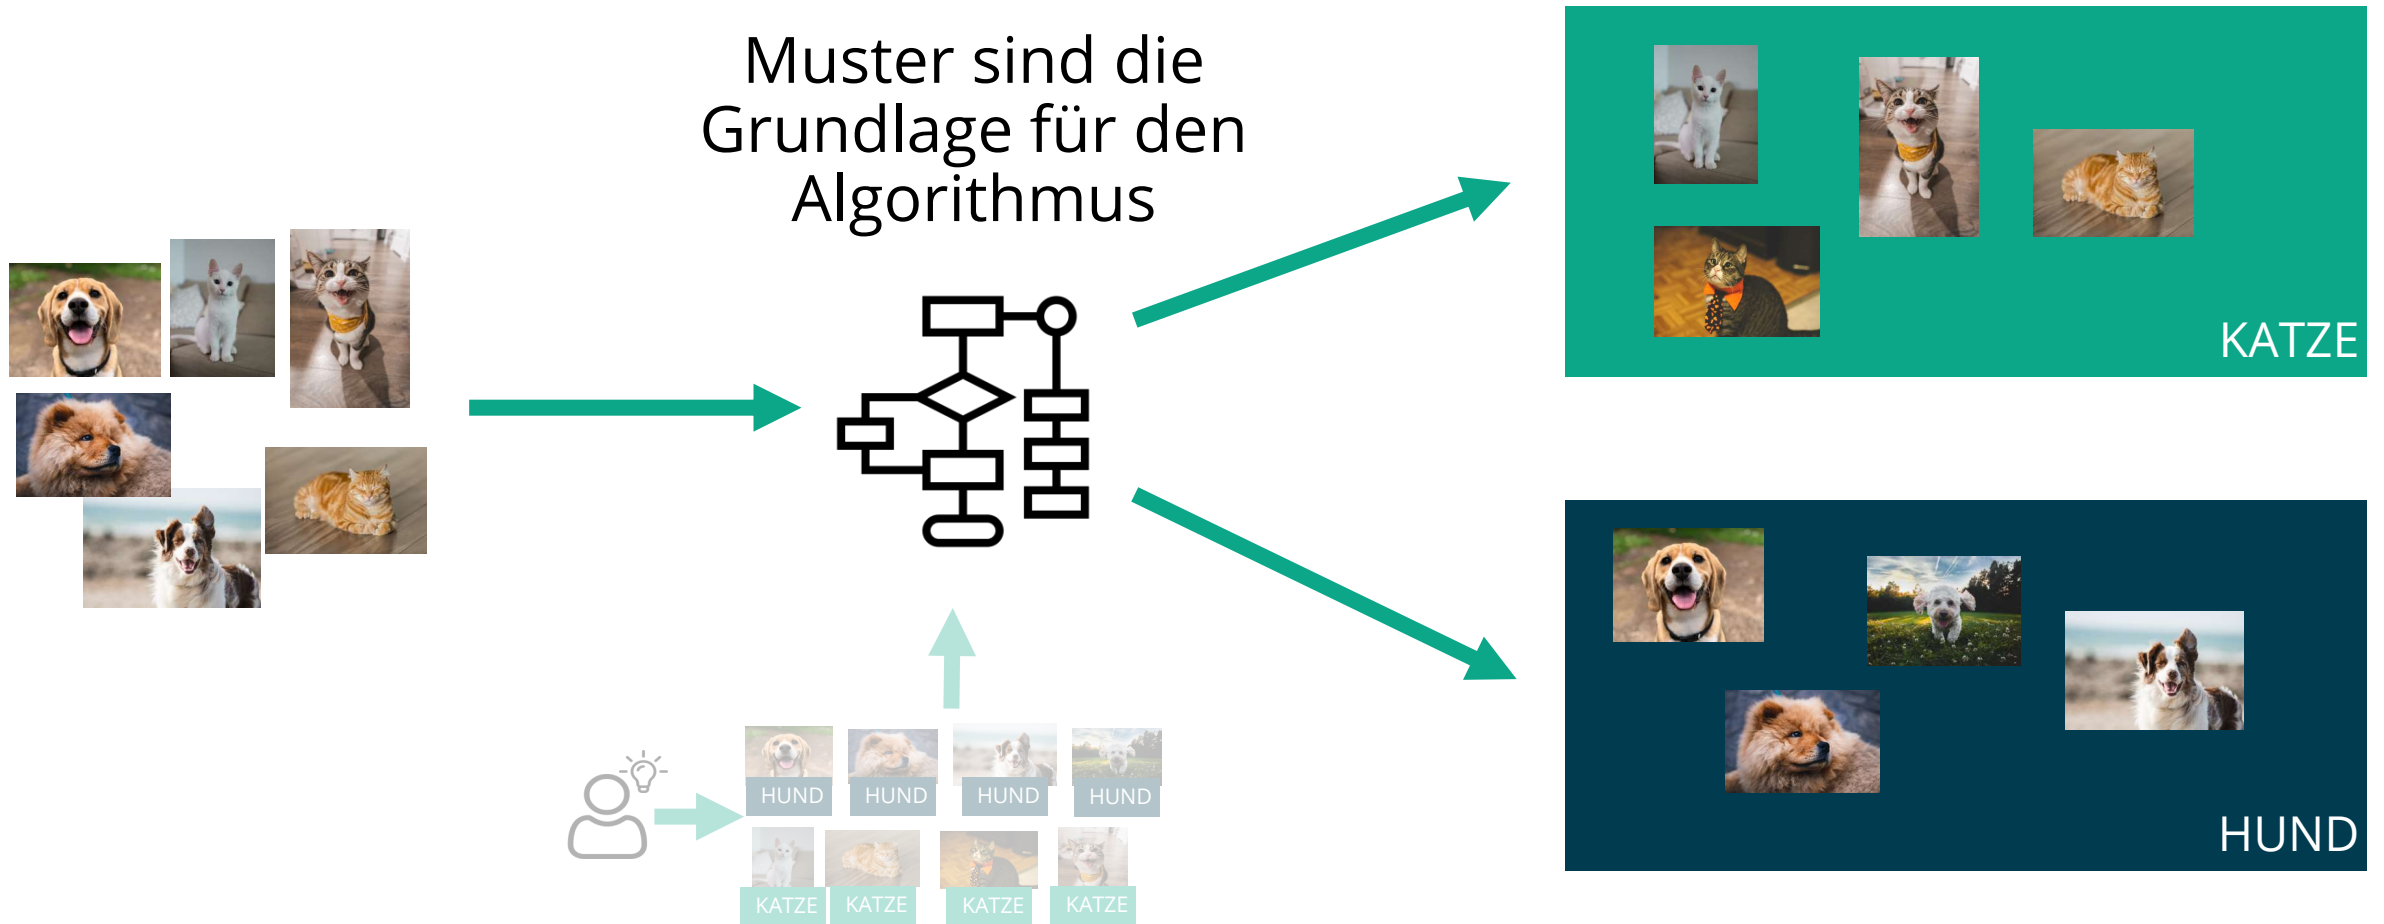 Muster sind die
Grundlage für den
Algorithmus
KATZE
HUND
HUND
HUND
HUND
HUND
KATZE
KATZE
KATZE
KATZE